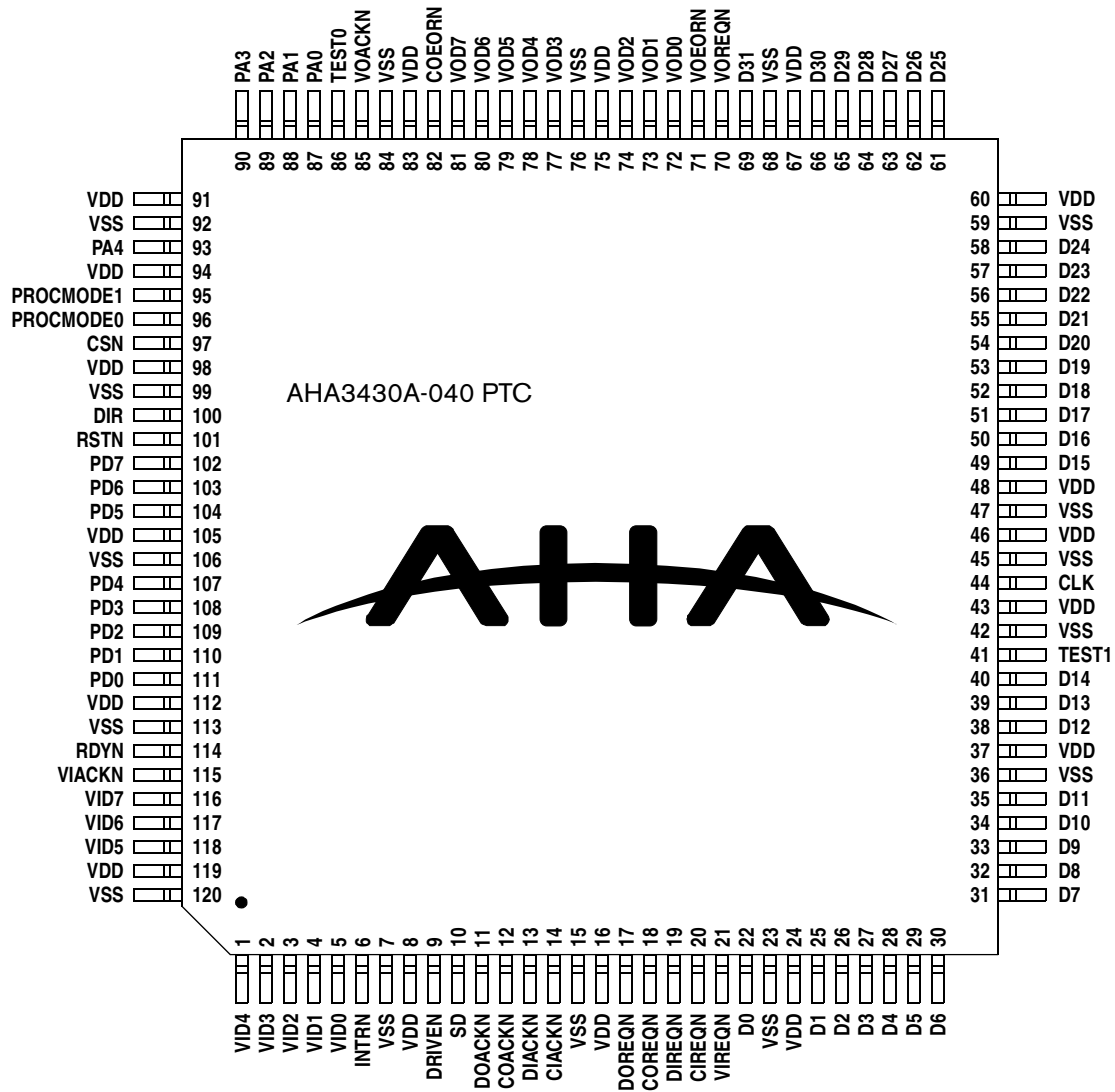 PA3
PA2
PA1
PA0
TEST0
VOACKN
VSS
VDD
COEORN
VOD7
VOD6
VOD5
VOD4
VOD3
VSS
VDD
VOD2
VOD1
VOD0
VOEORN
VOREQN
D31
VSS
VDD
D30
D29
D28
D27
D26
D25
90
89
88
87
86
85
84
83
82
81
80
79
78
77
76
75
74
73
72
71
70
69
68
67
66
65
64
63
62
61
VDD 91
VSS 92
PA4 93
VDD 94
PROCMODE1 95
PROCMODE0 96
CSN 97
VDD 98
VSS 99
DIR 100
RSTN 101
PD7 102
PD6 103
PD5 104
VDD 105
VSS 106
PD4 107
PD3 108
PD2 109
PD1 110
PD0 111
VDD 112
VSS 113
RDYN 114
VIACKN 115
VID7 116
VID6 117
VID5 118
VDD 119
VSS 120
AHA3430A-040 PTC
AHA
60 VDD
59 VSS
58 D24
57 D23
56 D22
55 D21
54 D20
53 D19
52 D18
51 D17
50 D16
49 D15
48 VDD
47 VSS
46 VDD
45 VSS
44 CLK
43 VDD
42 VSS
41 TEST1
40 D14
39 D13
38 D12
37 VDD
36 VSS
35 D11
34 D10
33 D9
32 D8
31 D7
1
2
3
4
5
6
7
8
9
10
11
12
13
14
15
16
17
18
19
20
21
22
23
24
25
26
27
28
29
30
VID4
VID3
VID2
VID1
VID0
INTRN
VSS
VDD
DRIVEN
SD
DOACKN
COACKN
DIACKN
CIACKN
VSS
VDD
DOREQN
COREQN
DIREQN
CIREQN
VIREQN
D0
VSS
VDD
D1
D2
D3
D4
D5
D6